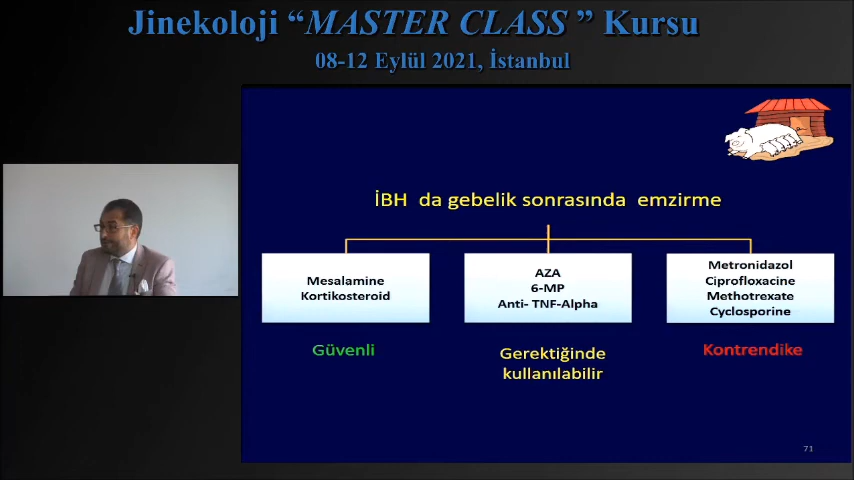 Jinekoloji “MASTER CLASS ” Kursu
08-12 Eylül 2021, İstanbul
İBH da gebelik sonrasında emzirme
Mesalamine
Kortikosteroid
Güvenli
AZA
6-MP
Anti- TNF-Alpha
Gerektiğinde
kullanılabilir
Metronidazol
Ciprofloxacine
Methotrexate
Cyclosporine
Kontrendike
71